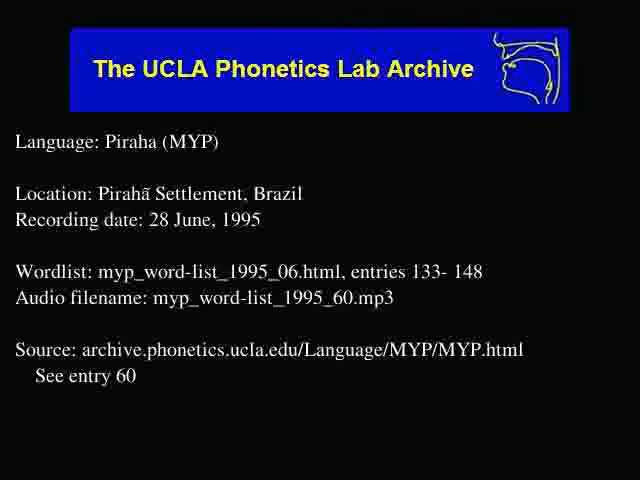 The UCLA Phonetics Lab Archive
Language: Piraha (MYP)
Location: Pirahã Settlement, Brazil
Recording date: 28 June, 1995
Wordlist: myp_word-list_1995_06.html, entries 133- 148
Audio filename: myp_word-list_1995_60.mp3
Source: archive.phonetics.ucla.edu/Language/MYP/MYP.html
See entry 60